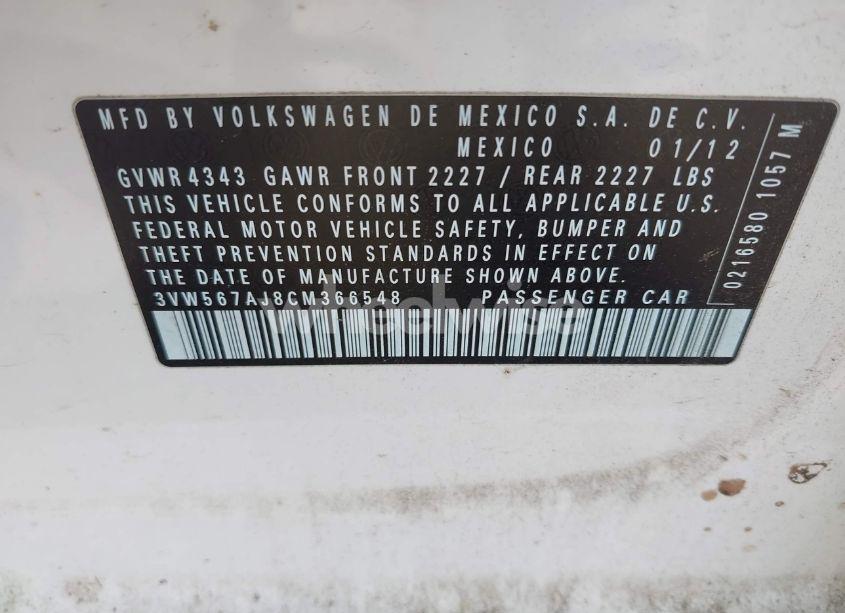 MFD BY VOLKSWAGEN DE MEXICO S.A. DE C.V.
MEXICO 01/12
GVWR 4343 GAWR FRONT 2227 / REAR 2227 LBS
THIS VEHICLE CONFORMS TO ALL APPLICABLE U.S.
FEDERAL MOTOR VEHICLE SAFETY, BUMPER AND
THEFT PREVENTION STANDARDS IN EFFECT ON
THE DATE OF MANUFACTURE SHOWN ABOVE.
3VW567AJ8CM366548 PASSENGER CAR
0216580 1057 M
wheelwise